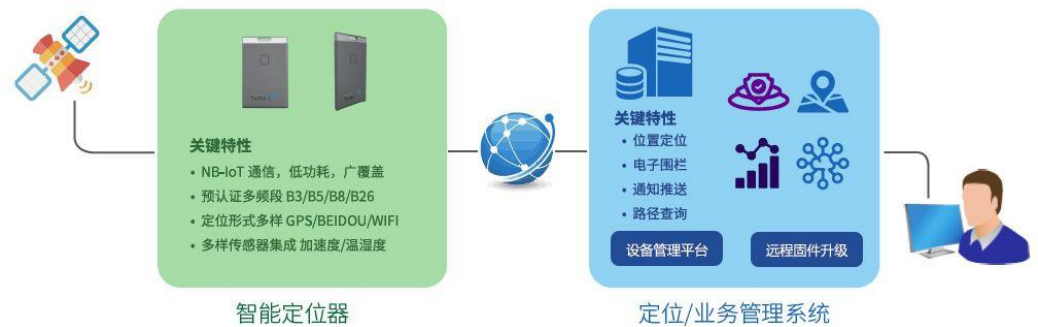 关键特性
• NB-IoT 通信，低功耗，广覆盖
• 预认证多频段 B3/B5/B8/B26
• 定位形式多样 GPS/BEIDOU/WIFI
• 多样传感器集成 加速度/温湿度
智能定位器
关键特性
• 位置定位
• 电子围栏
• 通知推送
• 路径查询
设备管理平台
远程固件升级
定位/业务管理系统